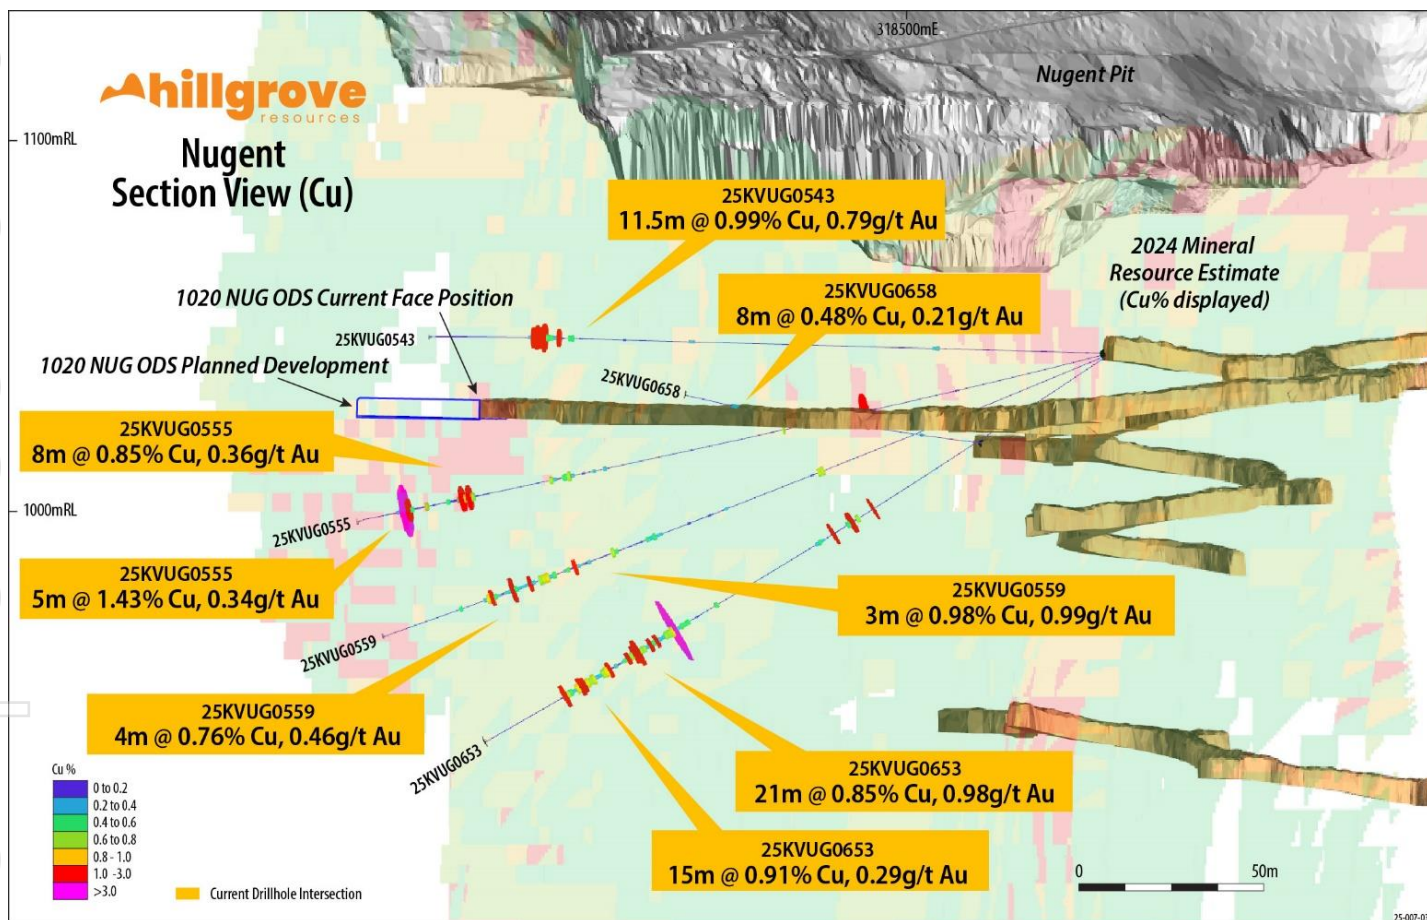 318500mE
Nugent Pit
hillgrove
resources
Nugent
Section View (Cu)
1100mRL
25KVUG0543
11.5m @ 0.99% Cu, 0.79g/t Au
2024 Mineral
Resource Estimate
(Cu% displayed)
1020 NUG ODS Current Face Position
25KVUG0658
8m @ 0.48% Cu, 0.21g/t Au
25KVUG0543
1020 NUG ODS Planned Development
25KVUG0658
25KVUG0555
8m @ 0.85% Cu, 0.36g/t Au
1000mRL
25KVUG0555
25KVUG0555
5m @ 1.43% Cu, 0.34g/t Au
25KVUG0559
3m @ 0.98% Cu, 0.99g/t Au
25KVUG0559
25KVUG0559
4m @ 0.76% Cu, 0.46g/t Au
25KVUG0653
25KVUG0653
21m @ 0.85% Cu, 0.98g/t Au
25KVUG0653
15m @ 0.91% Cu, 0.29g/t Au
Cu %
0 to 0.2
0.2 to 0.4
0.4 to 0.6
0.6 to 0.8
0.8 - 1.0
1.0 -3.0
>3.0
Current Drillhole Intersection
0 50m